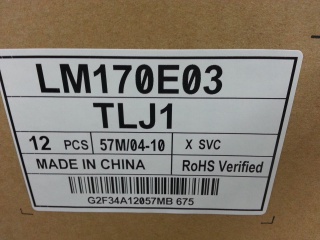 LM170E03
TLJ1
12 PCS 57M/04-10 X SVC
MADE IN CHINA RoHS Verified
G2F34A12057MB 675